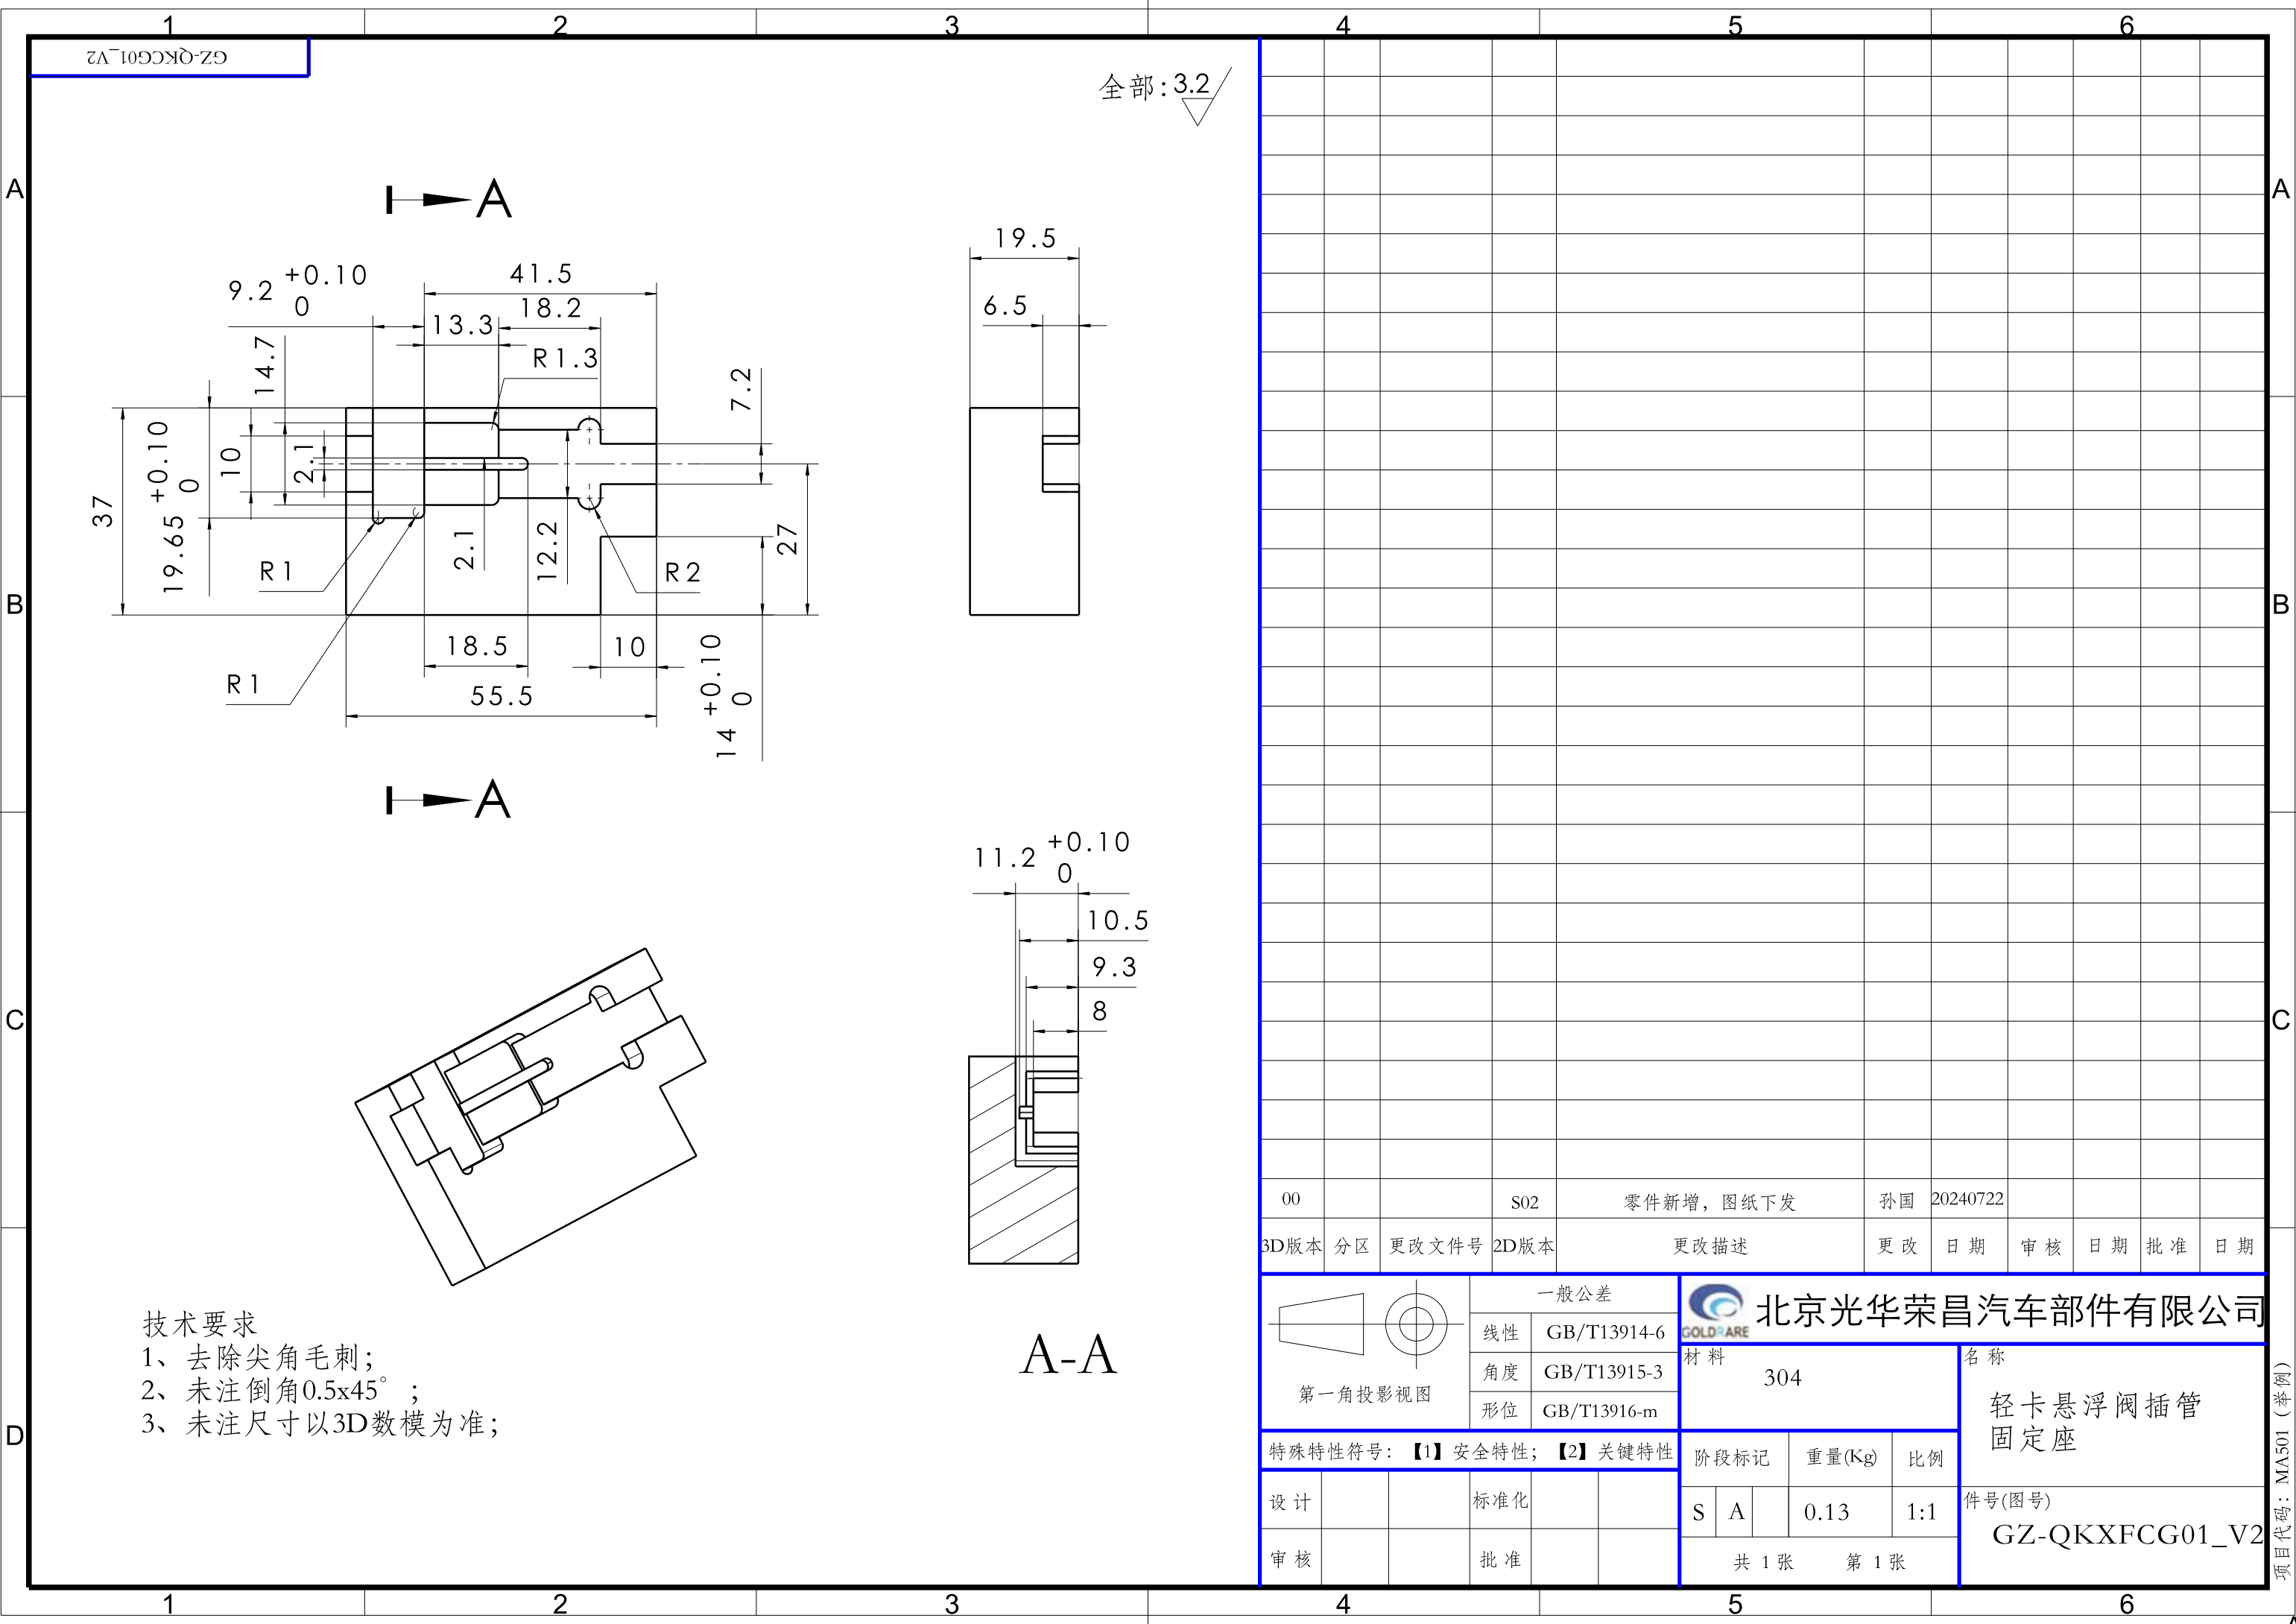 1 2 3 4 5 6
GZ-QKCG01_V2
全部:3.2
A
A
B
B
C
C
D
A
A
19.5
6.5
9.2 +0.10 0
41.5
18.2
13.3
R1.3
14.7
7.2
37
19.65 +0.10 0
10
2.1
2.1
12.2
27
R1
R2
R1
18.5
10
55.5
14 +0.10 0
11.2 +0.10 0
10.5
9.3
8
A-A
技术要求
1、去除尖角毛刺;
2、未注倒角0.5x45°;
3、未注尺寸以3D数模为准;
00 S02 零件新增, 图纸下发 孙国 20240722
3D版本 分区 更改文件号 2D版本 更改描述 更改 日期 审核 日期 批准 日期
第一角投影视图
一般公差
线性 GB/T13914-6
角度 GB/T13915-3
形位 GB/T13916-m
GOLDRARE 北京光华荣昌汽车部件有限公司
材料 304
名称
轻卡悬浮阀插管
固定座
特殊特性符号: 【1】安全特性; 【2】关键特性
阶段标记 重量(Kg) 比例
S A 0.13 1:1
共 1 张 第 1 张
件号(图号)
GZ-QKXFCG01_V2
设计 标准化
审核 批准
项目代码: MA501 (举例)
1 2 3 4 5 6